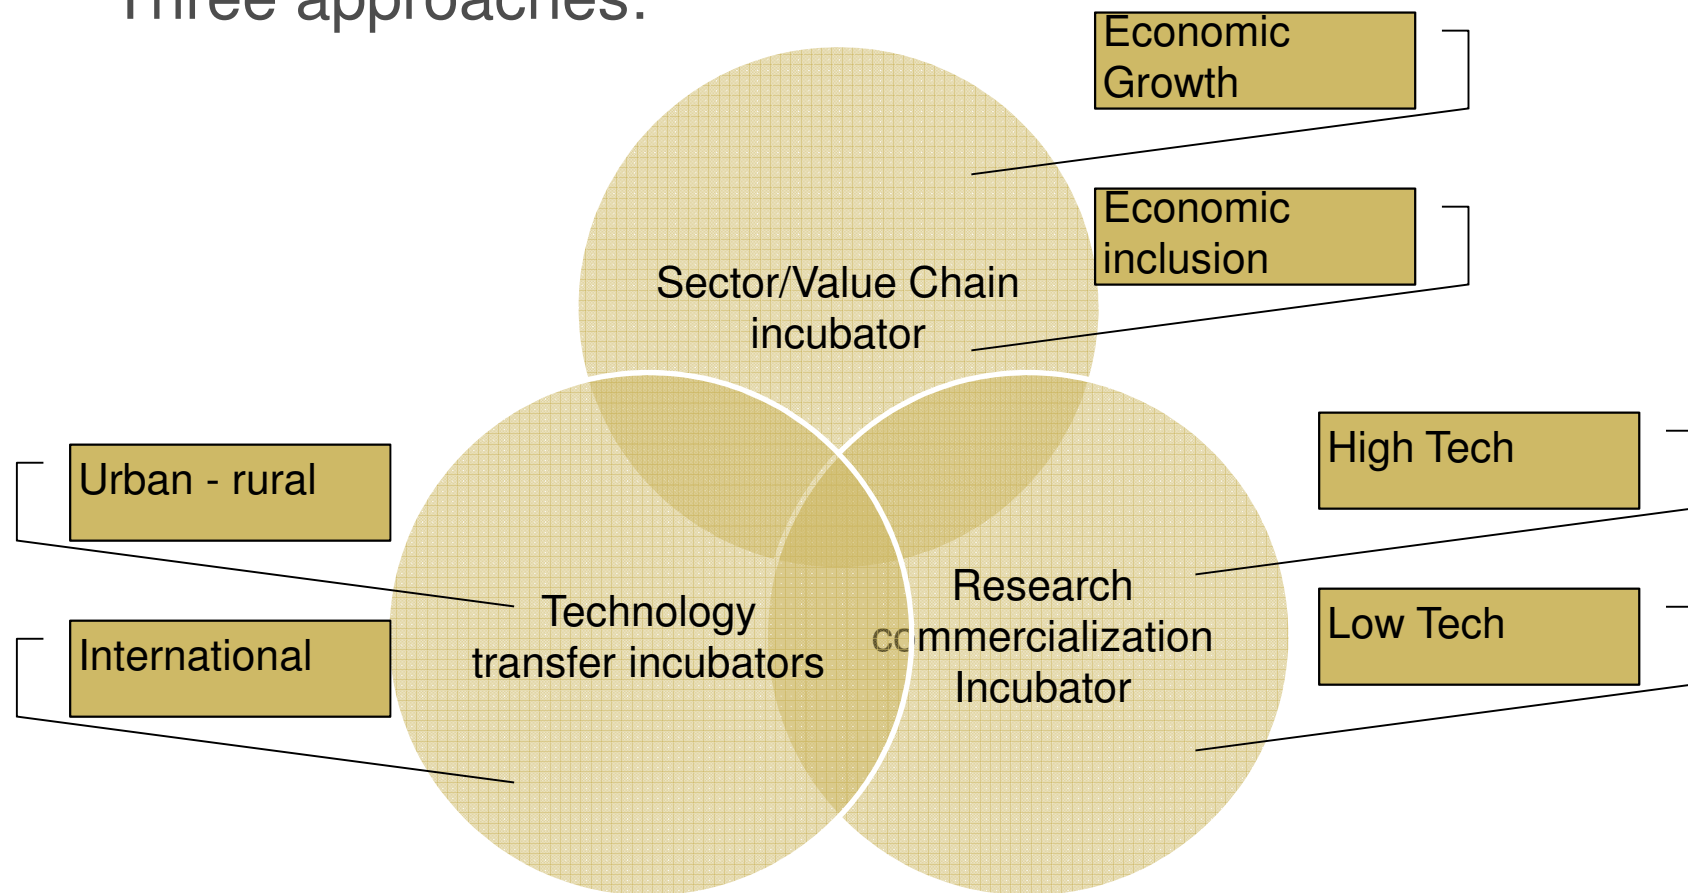 Three approaches:
Economic
Growth
Economic
inclusion
Sector/Value Chain
incubator
High Tech
Urban - rural
Research
commercialization
Incubator
Technology
transfer incubators
Low Tech
International